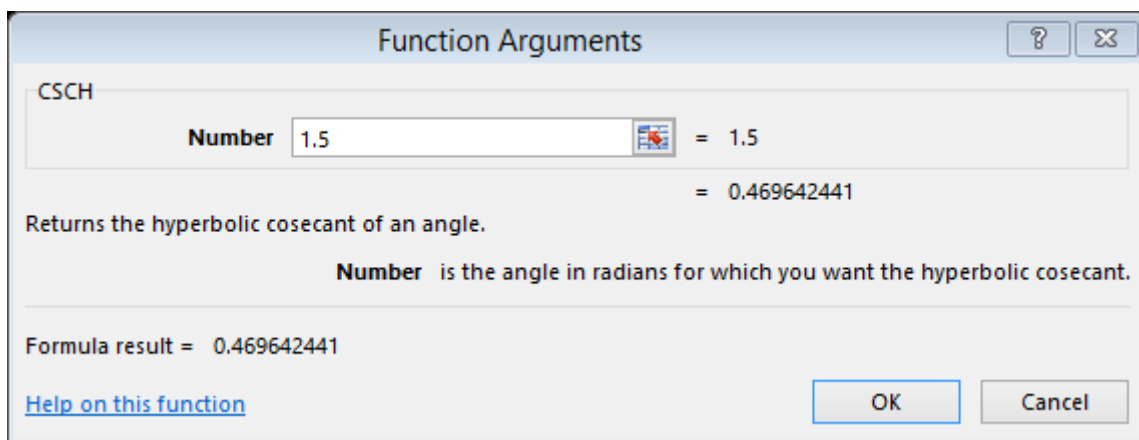 Function Arguments
CSCH
Number 1.5 = 1.5
= 0.469642441
Returns the hyperbolic cosecant of an angle.
Number is the angle in radians for which you want the hyperbolic cosecant.
Formula result = 0.469642441
Help on this function OK Cancel